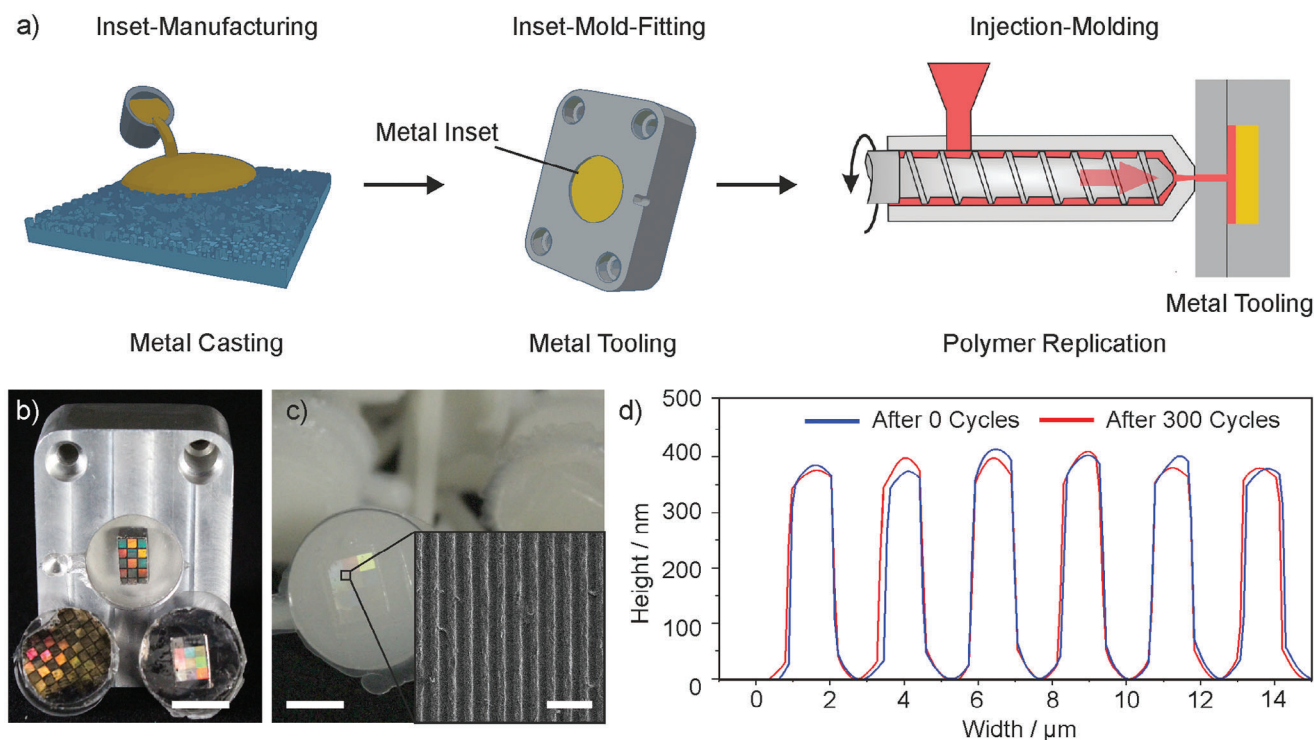 a)
Inset-Manufacturing
Inset-Mold-Fitting
Injection-Molding
Metal Inset
Metal Tooling
Metal Casting
Metal Tooling
Polymer Replication
b)
c)
d)
After 0 Cycles
After 300 Cycles
Height / nm
500
400
300
200
100
0
0 2 4 6 8 10 12 14
Width / µm